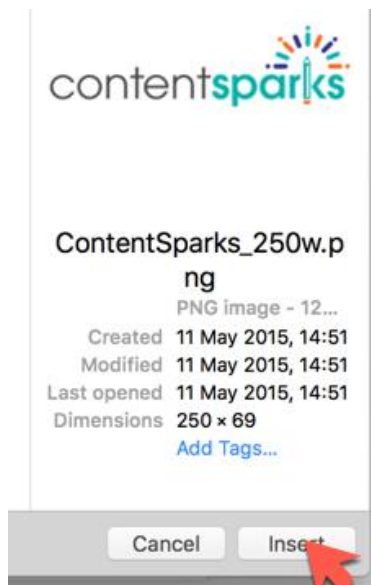 contentsparks
ContentSparks_250w.p
ng
PNG image - 12...
Created 11 May 2015, 14:51
Modified 11 May 2015, 14:51
Last opened 11 May 2015, 14:51
Dimensions 250 × 69
Add Tags...
Cancel Insert